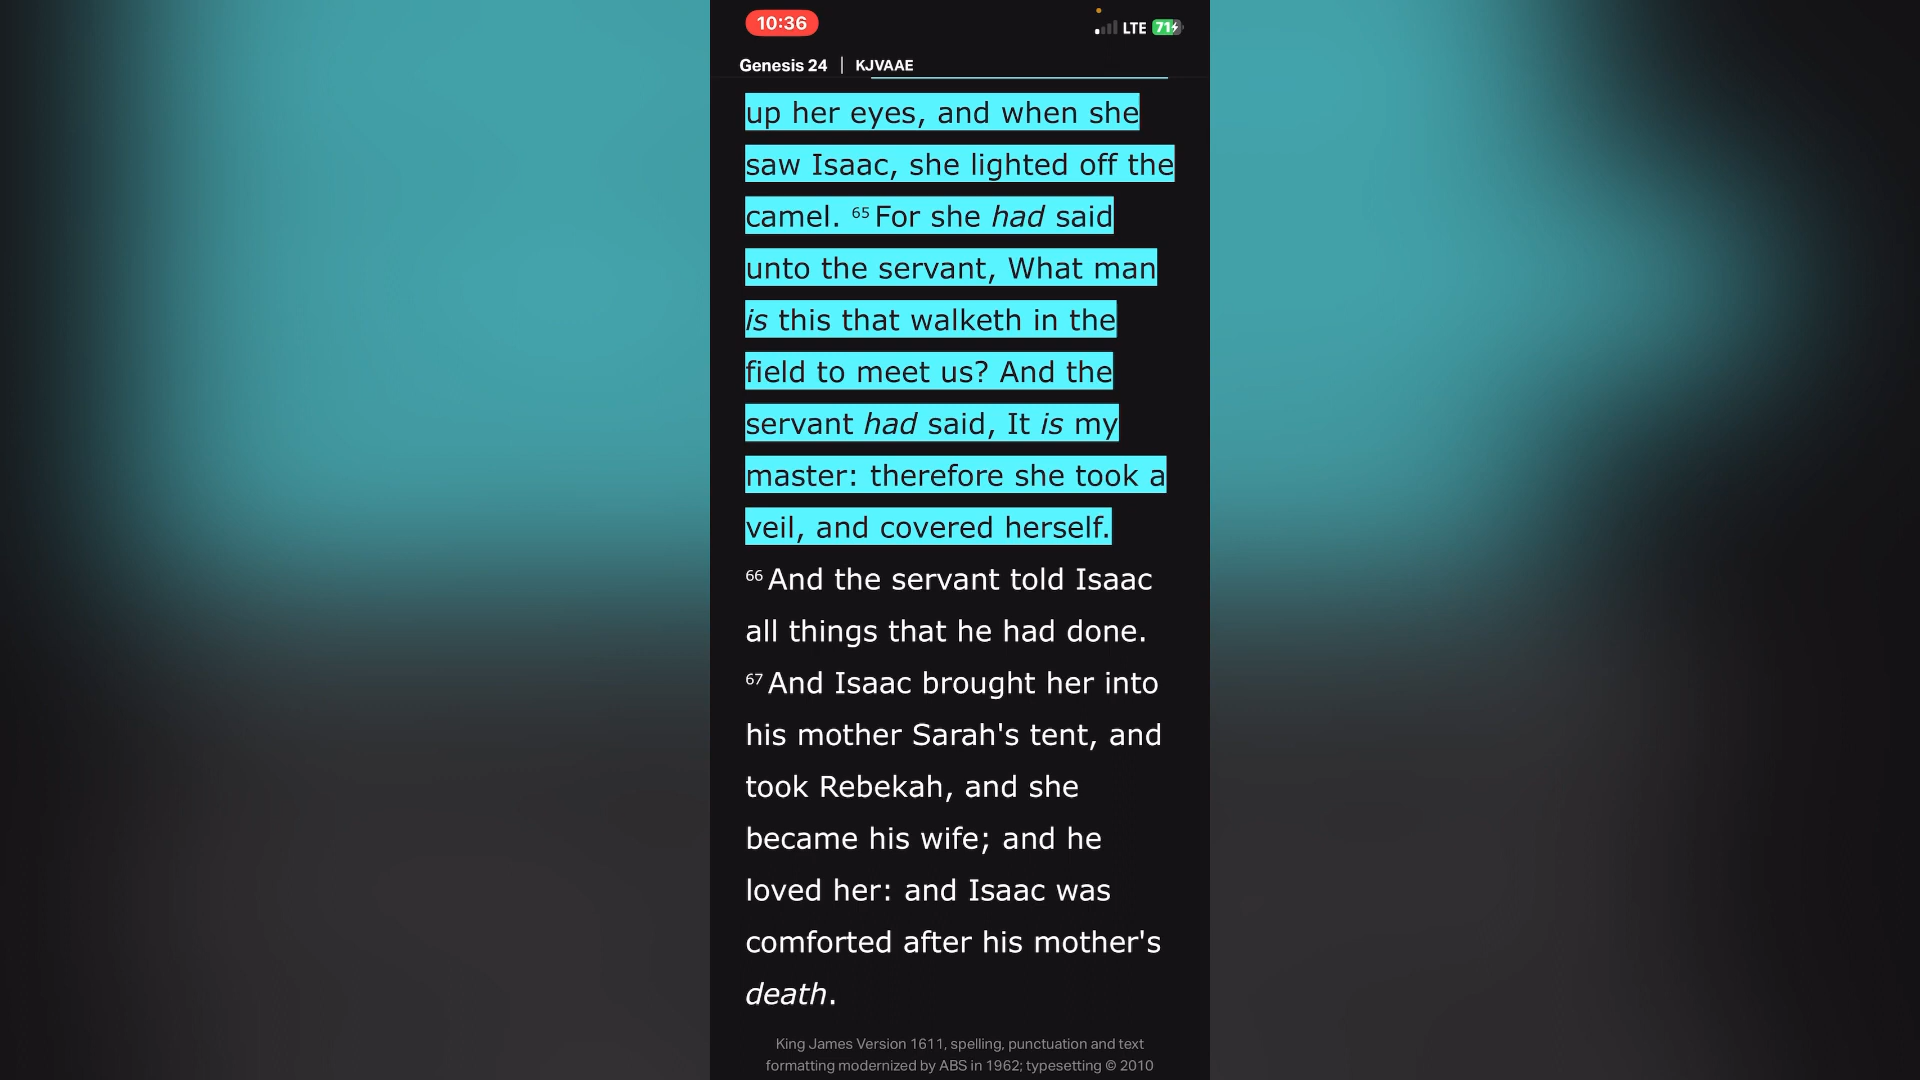 10:36 LTE 71
Genesis 24 | KJVAAE
up her eyes, and when she
saw Isaac, she lighted off the
camel. 65 For she had said
unto the servant, What man
is this that walketh in the
field to meet us? And the
servant had said, It is my
master: therefore she took a
veil, and covered herself.
66 And the servant told Isaac
all things that he had done.
67 And Isaac brought her into
his mother Sarah's tent, and
took Rebekah, and she
became his wife; and he
loved her: and Isaac was
comforted after his mother's
death.
King James Version 1611, spelling, punctuation and text
formatting modernized by ABS in 1962; typesetting © 2010